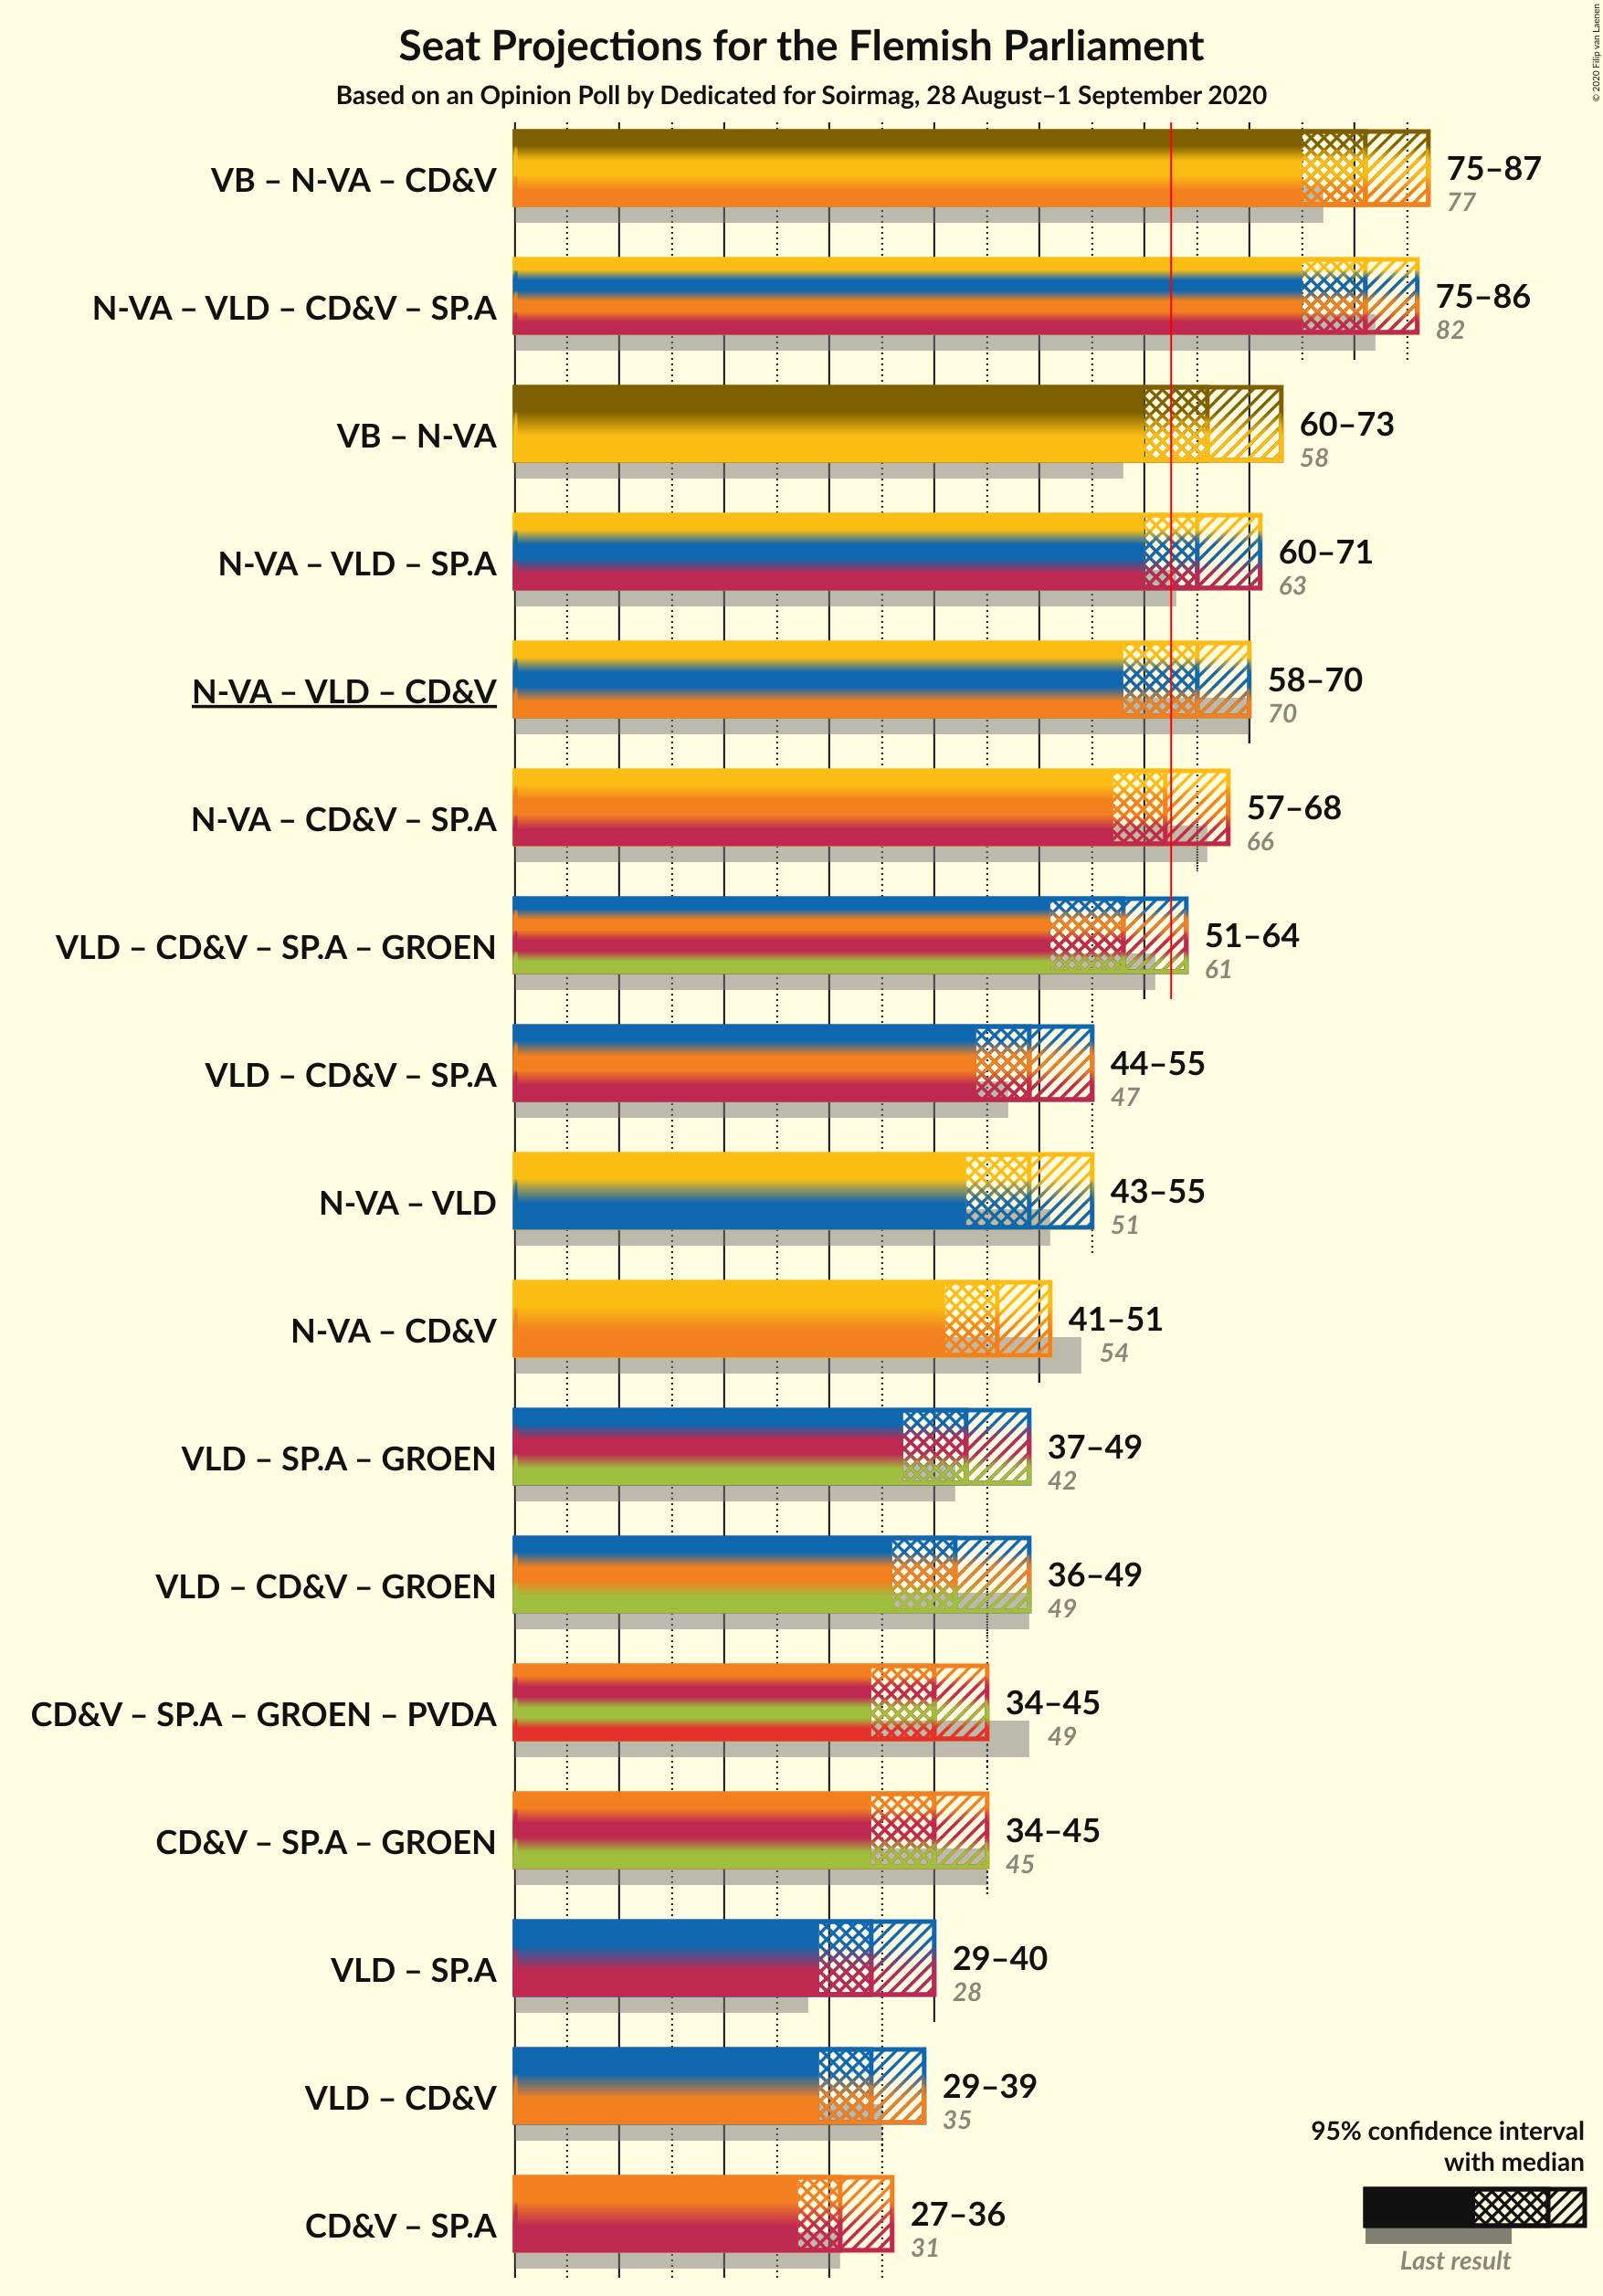 Seat Projections for the Flemish Parliament
Based on an Opinion Poll by Dedicated for Soirmag, 28 August–1 September 2020
© 2020 Filip van Laenen
VB – N-VA – CD&V
75–87
77
N-VA – VLD – CD&V – SP.A
75–86
82
VB – N-VA
60–73
58
N-VA – VLD – SP.A
60–71
63
N-VA – VLD – CD&V
58–70
70
N-VA – CD&V – SP.A
57–68
66
VLD – CD&V – SP.A – GROEN
51–64
61
VLD – CD&V – SP.A
44–55
47
N-VA – VLD
43–55
51
N-VA – CD&V
41–51
54
VLD – SP.A – GROEN
37–49
42
VLD – CD&V – GROEN
36–49
49
CD&V – SP.A – GROEN – PVDA
34–45
49
CD&V – SP.A – GROEN
34–45
45
VLD – SP.A
29–40
28
VLD – CD&V
29–39
35
CD&V – SP.A
27–36
31
95% confidence interval
with median
Last result